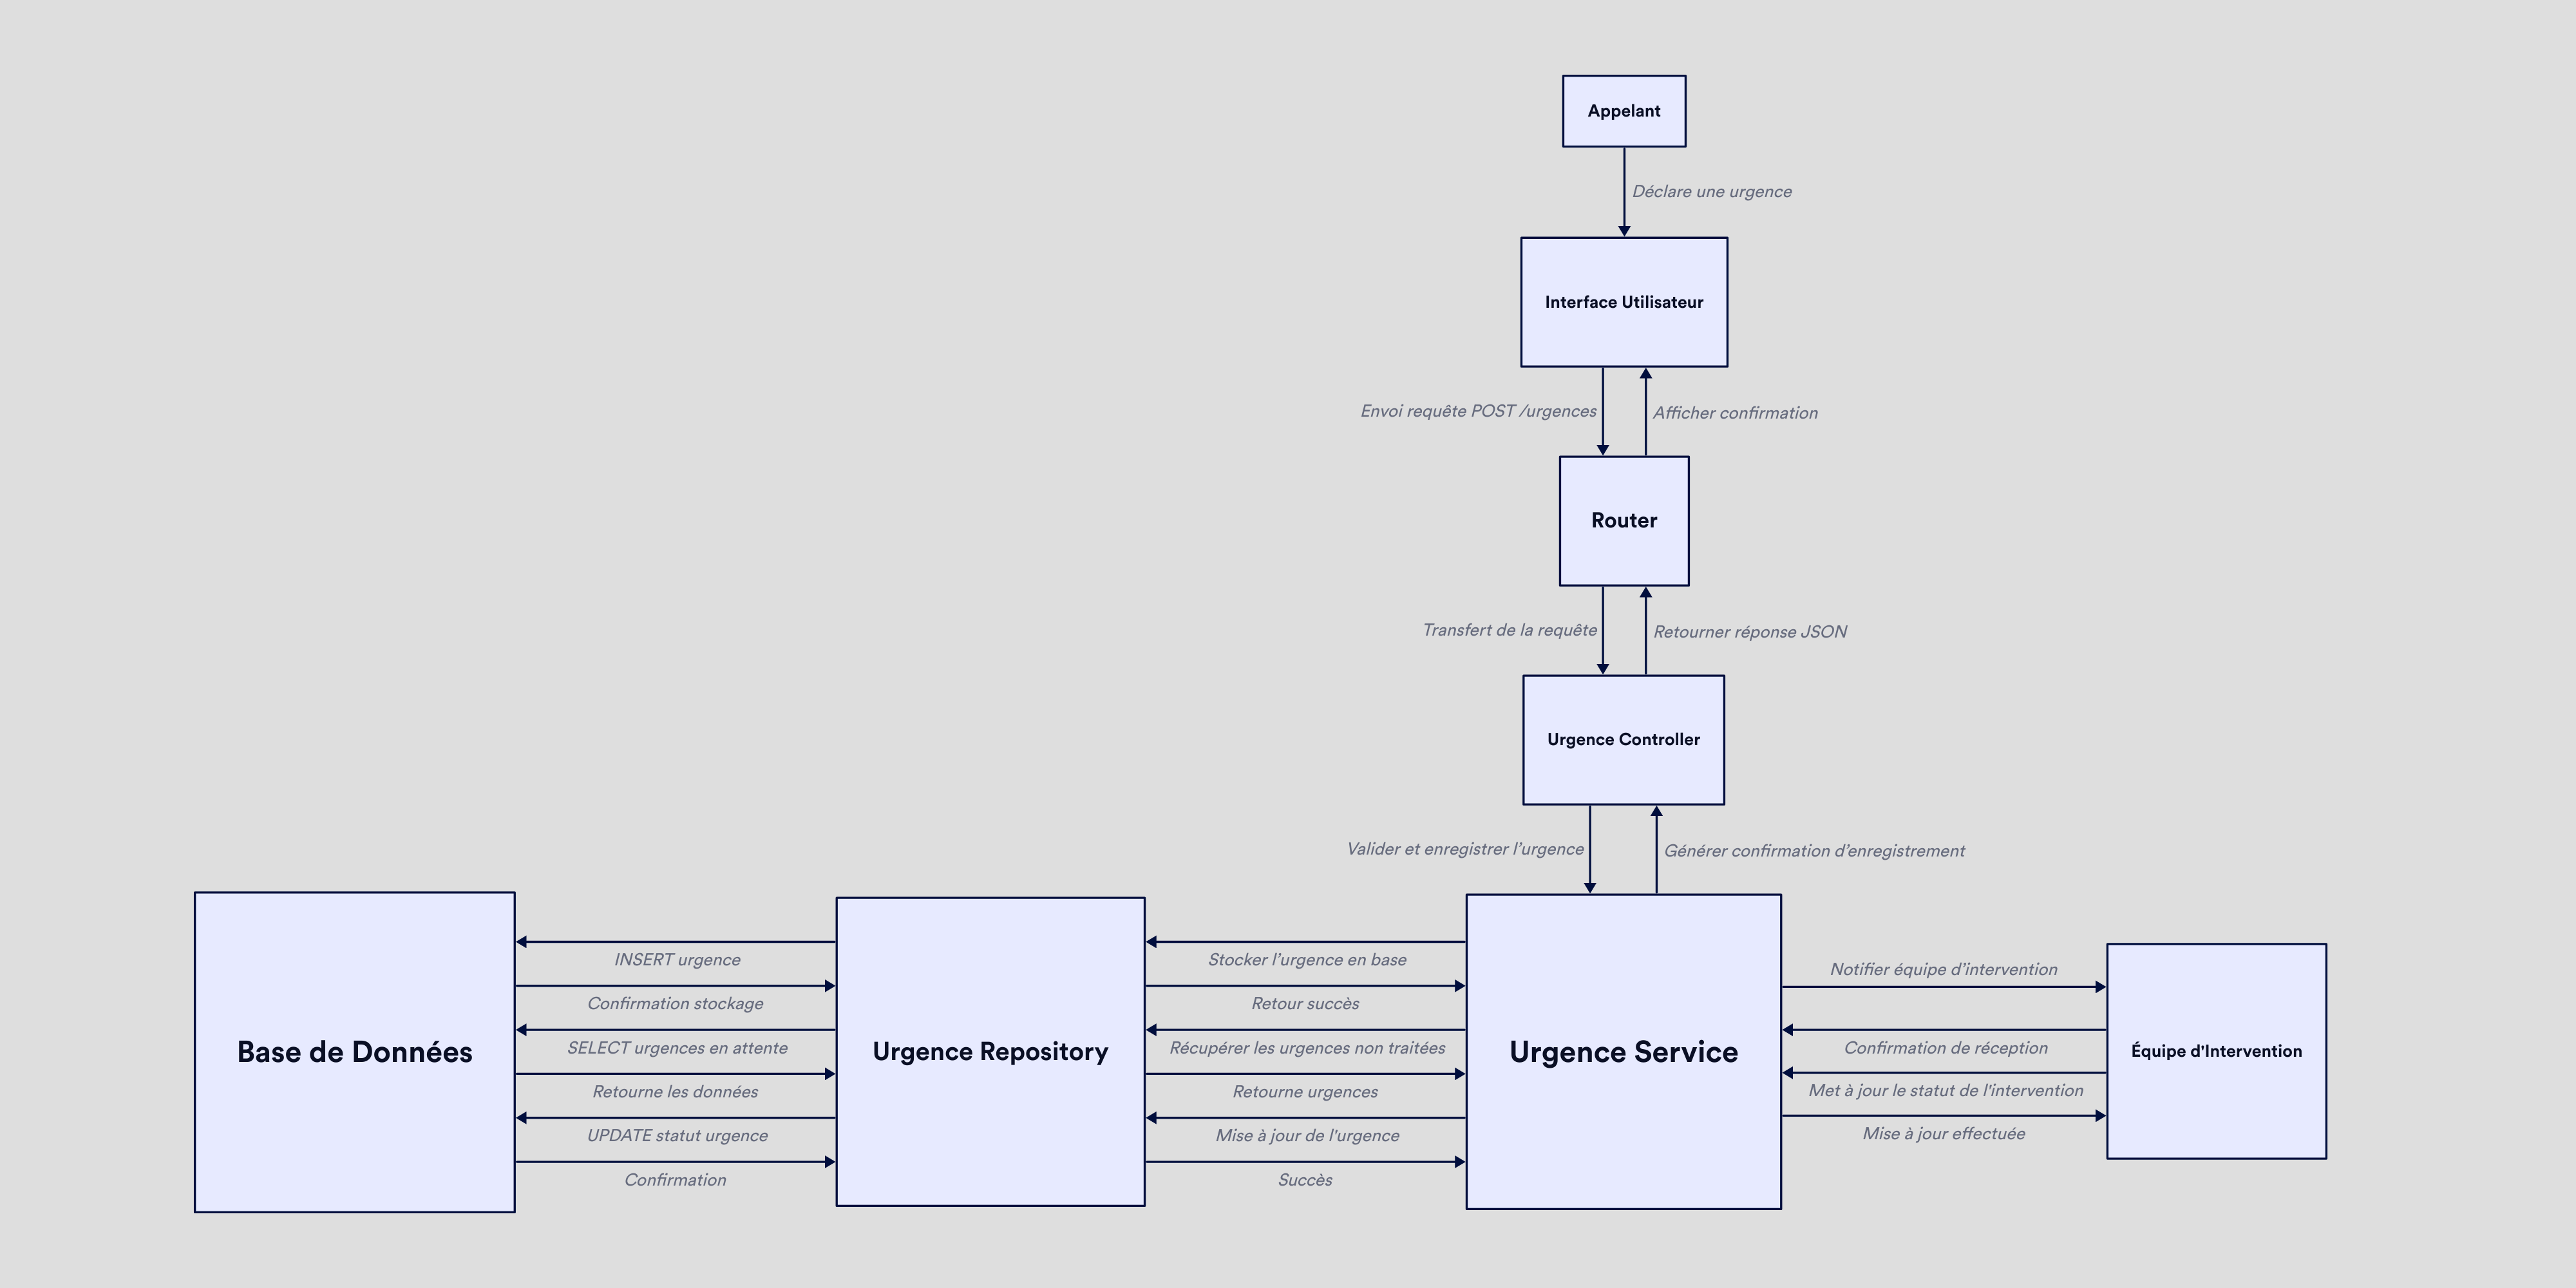 Appelant
Déclare une urgence
Interface Utilisateur
Envoi requête POST /urgences
Afficher confirmation
Router
Transfert de la requête
Retourner réponse JSON
Urgence Controller
Valider et enregistrer l’urgence
Générer confirmation d’enregistrement
Base de Données
INSERT urgence
Confirmation stockage
SELECT urgences en attente
Retourne les données
UPDATE statut urgence
Confirmation
Urgence Repository
Stocker l’urgence en base
Retour succès
Récupérer les urgences non traitées
Retourne urgences
Mise à jour de l'urgence
Succès
Urgence Service
Notifier équipe d’intervention
Confirmation de réception
Met à jour le statut de l'intervention
Mise à jour effectuée
Équipe d'Intervention